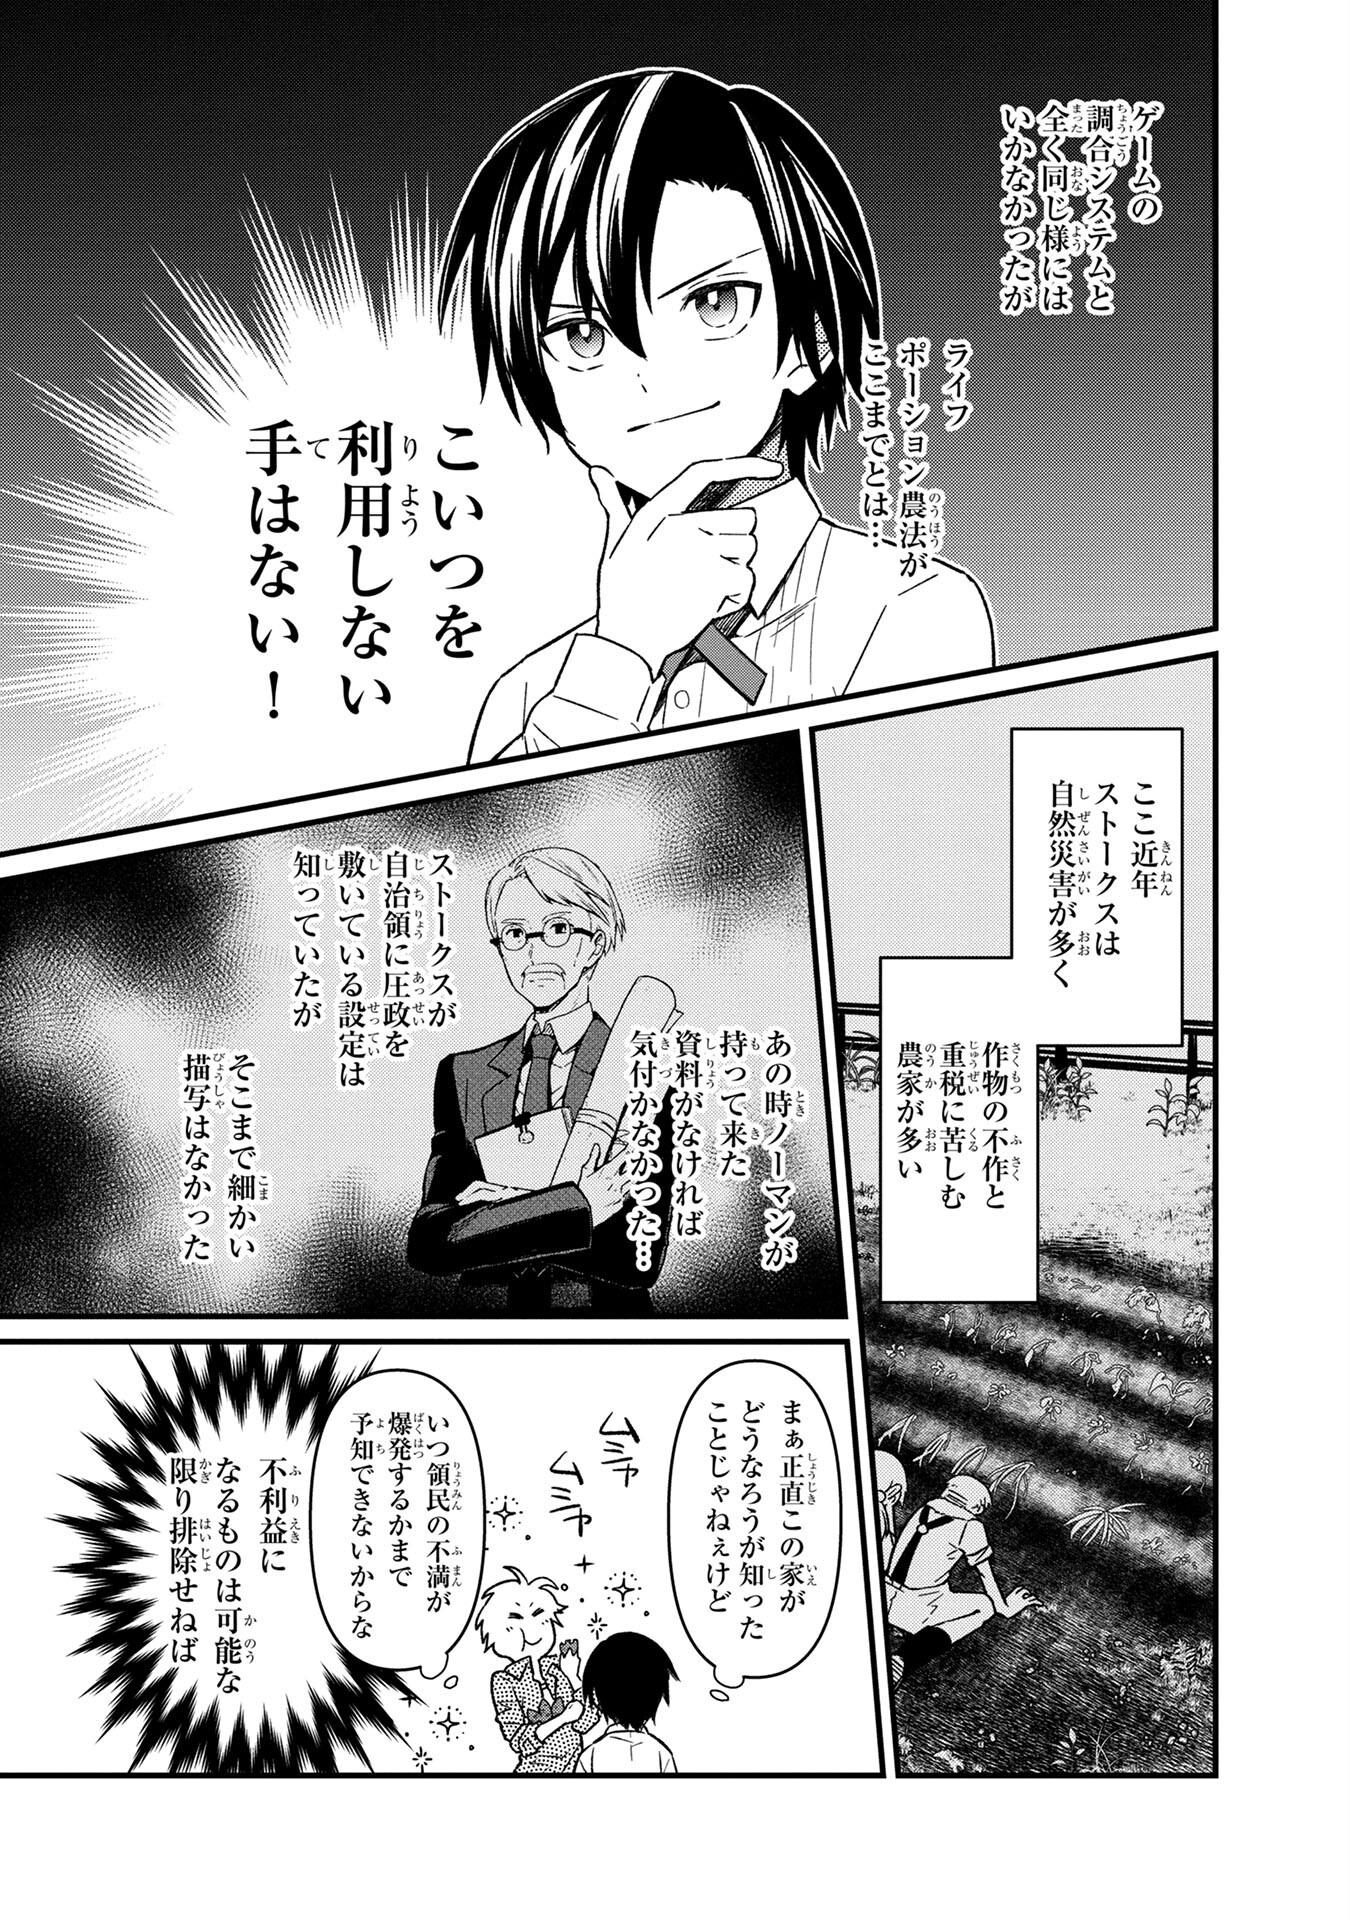 ゲームの
調合システムと
全く同じ様には
いかなかったが
ライフ
ポーション農法が
ここまでとは…
こいつを
利用しない
手はない！
ここ近年
ストークスは
自然災害が多く
作物の不作と
重税に苦しむ
農家が多い
あの時ノーマンが
持って来た
資料がなければ
気付かなかった…
ストークスが
自治領に圧政を
敷いている設定は
知っていたが
そこまで細かい
描写はなかった
まぁ正直この家が
どうなろうが知った
ことじゃねぇけど
ムシャ
ムシャ
いつ領民の不満が
爆発するかまで
予知できないからな
不利益に
なるものは可能な
限り排除せねば